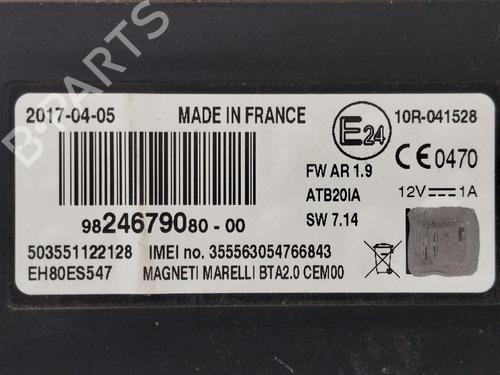 2017-04-05 MADE IN FRANCE E24 10R-041528
FW AR 1.9 CE 0470
ATB20IA 12V 1A
9824679080-00 SW 7.14
503551122128 IMEI no. 355563054766843
EH80ES547 MAGNETI MARELLI BTA2.0 CEM00
B-Parts